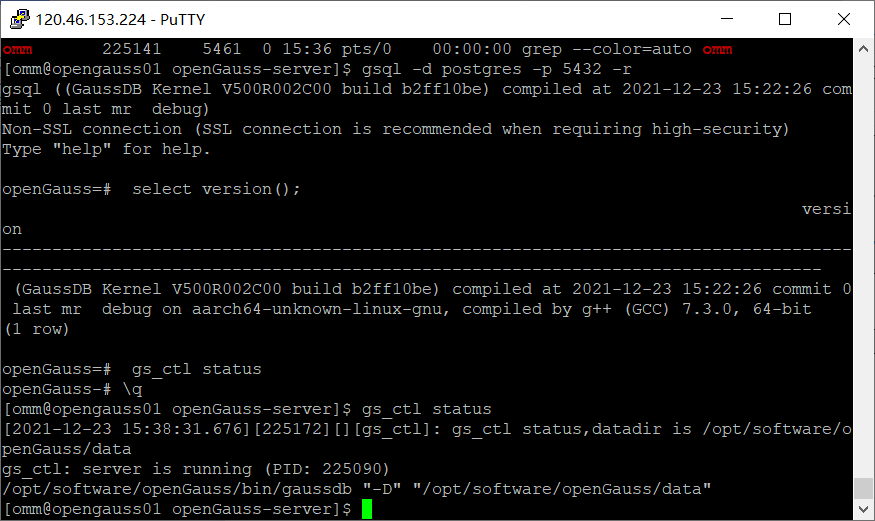 120.46.153.224 - PuTTY
omm       225141    5461  0 15:36 pts/0    00:00:00 grep --color=auto omm
[omm@opengauss01 openGauss-server]$ gsql -d postgres -p 5432 -r
gsql ((GaussDB Kernel V500R002C00 build b2ff10be) compiled at 2021-12-23 15:22:26 com
mit 0 last mr  debug)
Non-SSL connection (SSL connection is recommended when requiring high-security)
Type "help" for help.
openGauss=#  select version();
versi
on
-------------------------------------------------------------------------------------
----------------------------------------------------------------------------------
 (GaussDB Kernel V500R002C00 build b2ff10be) compiled at 2021-12-23 15:22:26 commit 0
 last mr  debug on aarch64-unknown-linux-gnu, compiled by g++ (GCC) 7.3.0, 64-bit
(1 row)
openGauss=#  gs_ctl status
openGauss-# \q
[omm@opengauss01 openGauss-server]$ gs_ctl status
[2021-12-23 15:38:31.676][225172][][gs_ctl]: gs_ctl status,datadir is /opt/software/o
penGauss/data
gs_ctl: server is running (PID: 225090)
/opt/software/openGauss/bin/gaussdb "-D" "/opt/software/openGauss/data"
[omm@opengauss01 openGauss-server]$